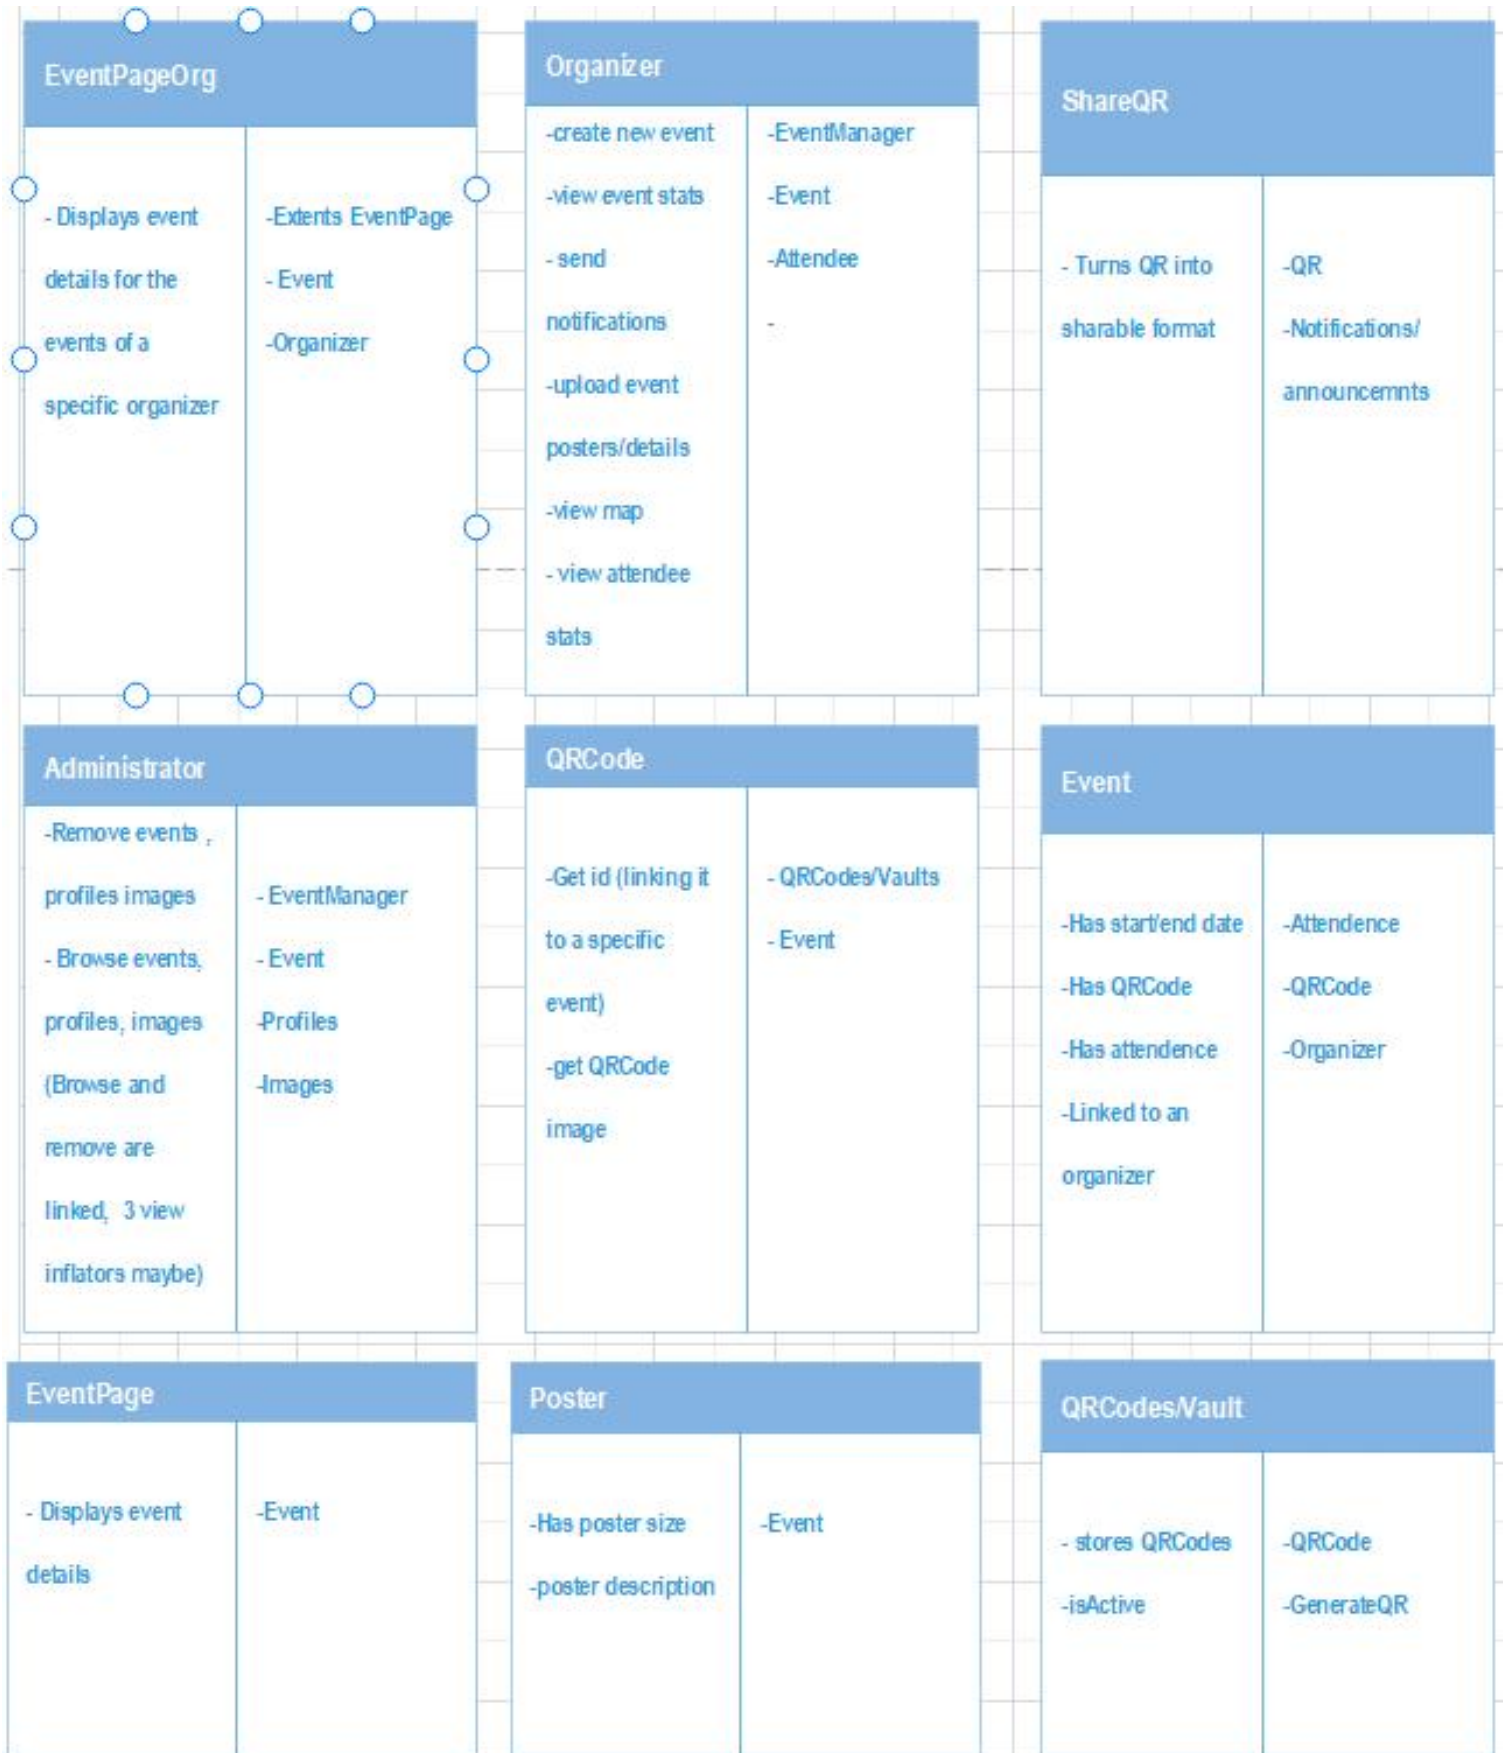 EventPageOrg
- Displays event
details for the
events of a
specific organizer
-Extents EventPage
- Event
-Organizer
Organizer
-create new event
-view event stats
- send
notifications
-upload event
posters/details
-view map
- view attendee
stats
-EventManager
-Event
-Attendee
-
ShareQR
- Turns QR into
sharable format
-QR
-Notifications/
announcemnts
Administrator
-Remove events ,
profiles images
- Browse events,
profiles, images
(Browse and
remove are
linked,  3 view
inflators maybe)
- EventManager
- Event
-Profiles
-Images
QRCode
-Get id (linking it
to a specific
event)
-get QRCode
image
- QRCodes/Vaults
- Event
Event
-Has start/end date
-Has QRCode
-Has attendence
-Linked to an
organizer
-Attendence
-QRCode
-Organizer
EventPage
- Displays event
details
-Event
Poster
-Has poster size
-poster description
-Event
QRCodes/Vault
- stores QRCodes
-isActive
-QRCode
-GenerateQR